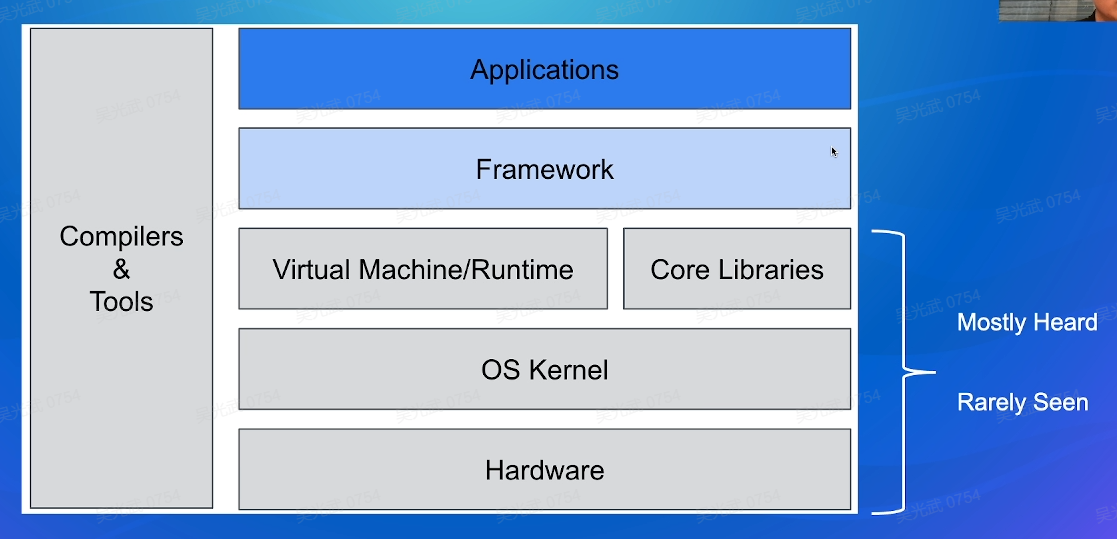 Applications
Framework
Compilers
&
Tools
Virtual Machine/Runtime
Core Libraries
Mostly Heard
OS Kernel
Rarely Seen
Hardware
吴光武 0754